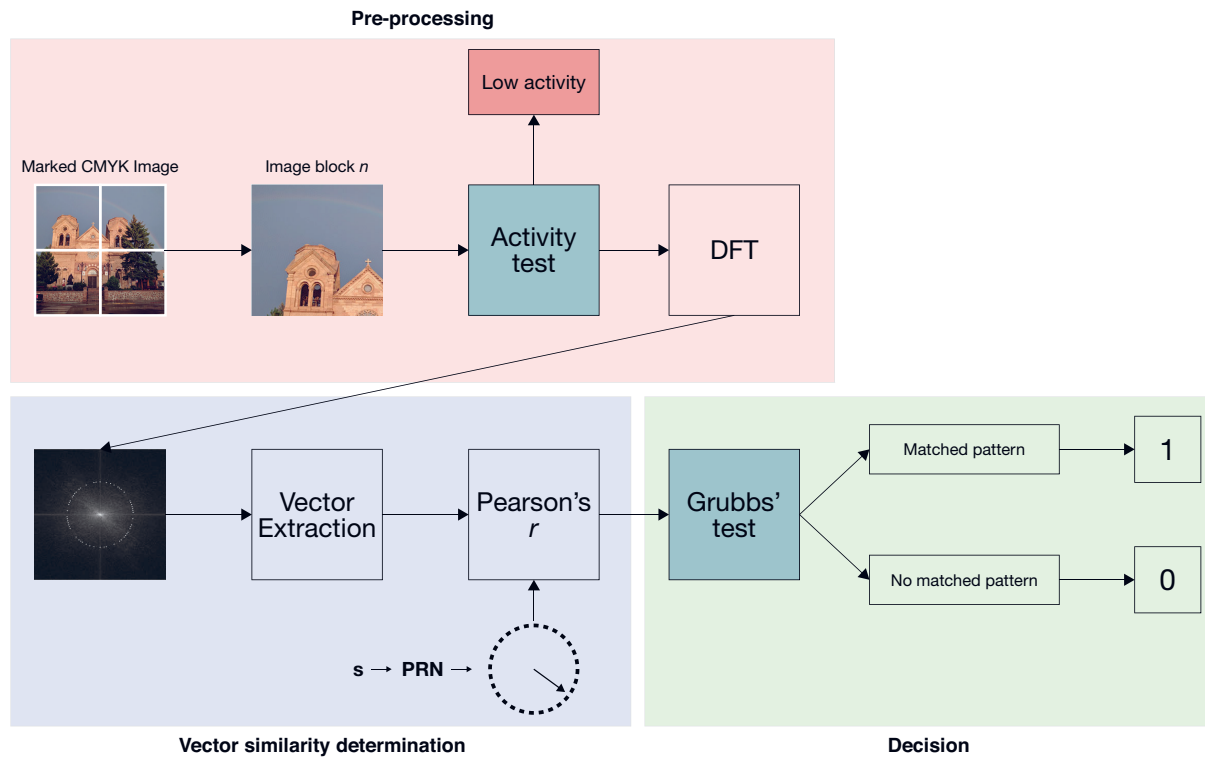 Pre-processing
Low activity
Marked CMYK Image
Image block n
Activity
test
DFT
Vector
Extraction
Pearson’s
r
s
PRN
Grubbs’
test
Matched pattern
1
No matched pattern
0
Vector similarity determination
Decision